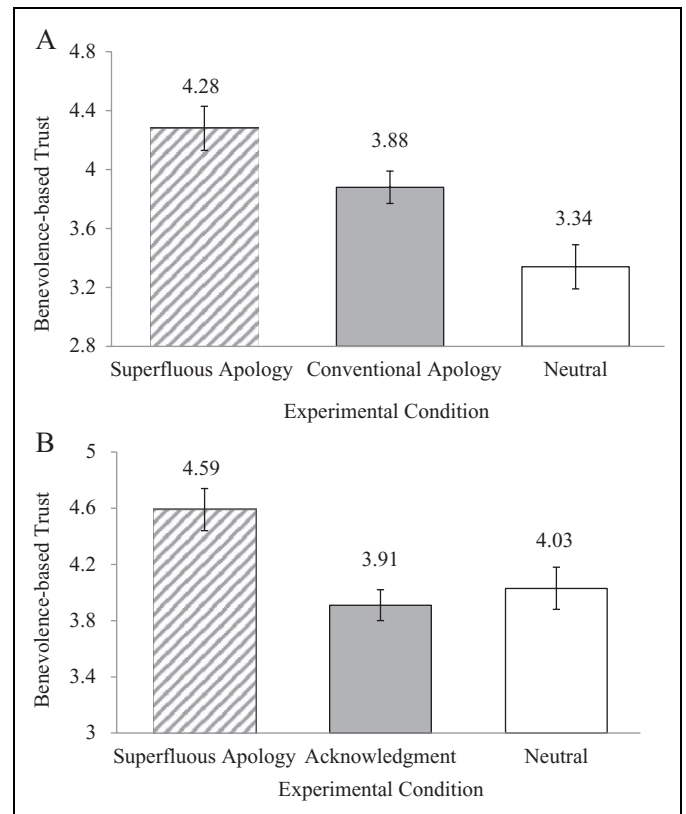 A
Benevolence-based Trust
4.8
4.4
4
3.6
3.2
2.8
4.28
3.88
3.34
Superfluous Apology Conventional Apology Neutral
Experimental Condition
B
Benevolence-based Trust
5
4.6
4.2
3.8
3.4
3
4.59
3.91
4.03
Superfluous Apology Acknowledgment Neutral
Experimental Condition